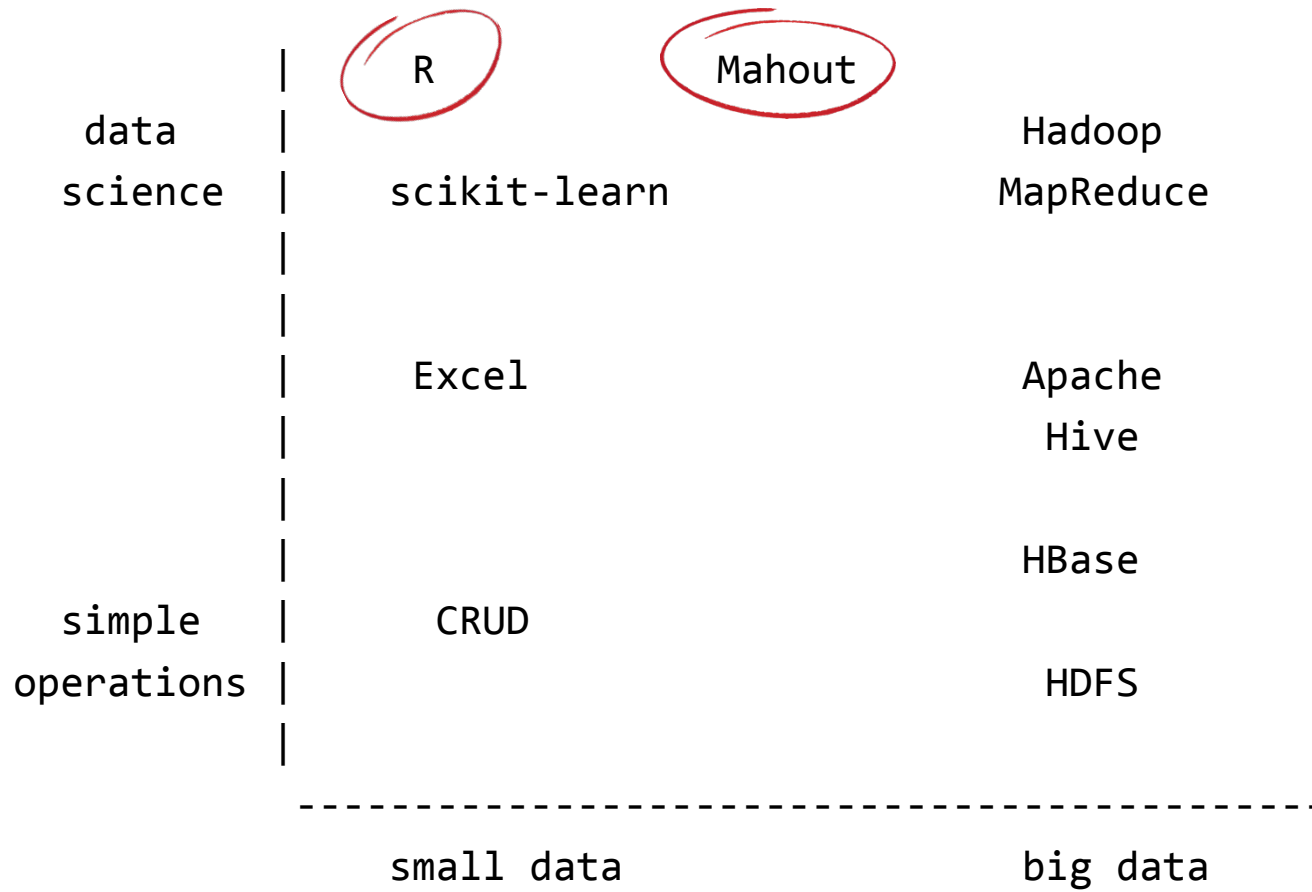 | R Mahout
data | Hadoop
science | scikit-learn MapReduce
|
|
| Excel Apache
| Hive
|
| HBase
simple | CRUD
operations | HDFS
|
--------------------------------------------
small data big data